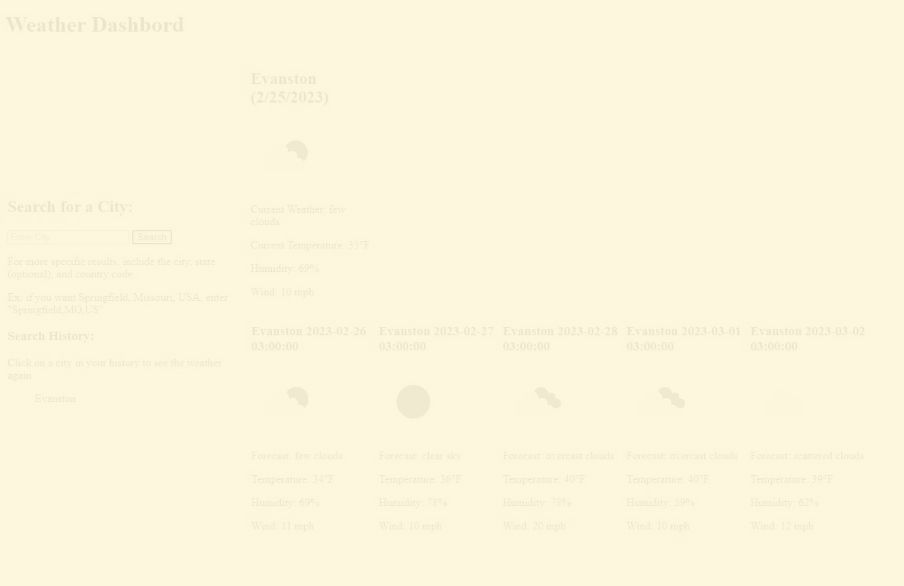 Weather Dashbord
Evanston
(2/25/2023)
Current Weather: few
clouds
Current Temperature: 35°F
Humidity: 69%
Wind: 10 mph
Search for a City:
Enter City
Search
For more specific results, include the city, state
(optional), and country code
Ex. if you want Springfield, Missouri, USA, enter
"Springfield,MO,US"
Search History:
Click on a city in your history to see the weather
again
Evanston
Evanston 2023-02-26
03:00:00
Forecast: few clouds
Temperature: 34°F
Humidity: 69%
Wind: 11 mph
Evanston 2023-02-27
03:00:00
Forecast: clear sky
Temperature: 36°F
Humidity: 78%
Wind: 10 mph
Evanston 2023-02-28
03:00:00
Forecast: overcast clouds
Temperature: 40°F
Humidity: 78%
Wind: 20 mph
Evanston 2023-03-01
03:00:00
Forecast: overcast clouds
Temperature: 40°F
Humidity: 59%
Wind: 10 mph
Evanston 2023-03-02
03:00:00
Forecast: scattered clouds
Temperature: 39°F
Humidity: 62%
Wind: 12 mph